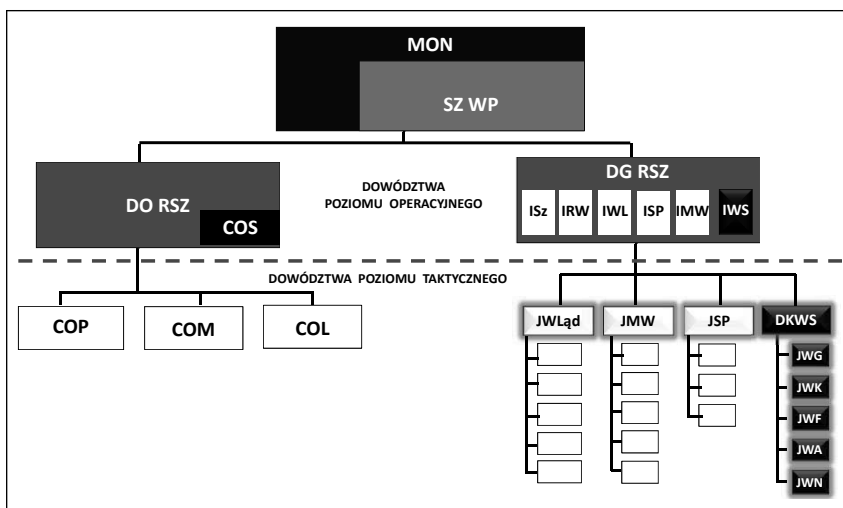 MON
SZ WP
DO RSZ
COS
DOWÓDZTWA
POZIOMU OPERACYJNEGO
DG RSZ
ISz IRW IWL ISP IMW IWS
DOWÓDZTWA POZIOMU TAKTYCZNEGO
COP COM COL
JWLąd JMW JSP DKWS
JWG
JWK
JWF
JWA
JWN